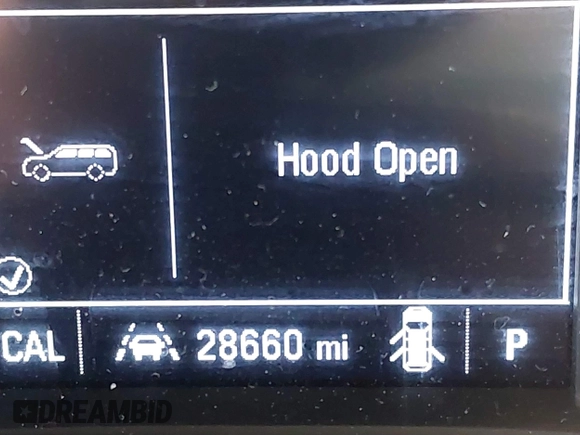 Hood Open
CAL
28660 mi
P
DREAMBID